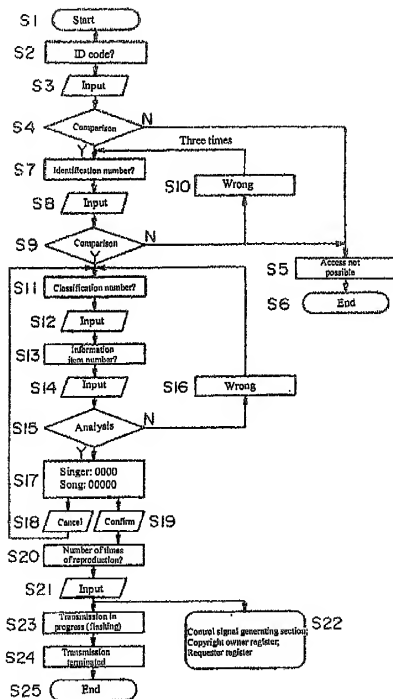 S1 Start
S2 ID code?
S3 Input
S4 Comparison N
Y Three times
S7 Identification number? S10 Wrong
S8 Input
S9 Comparison N
Y S5 Access not possible
S11 Classification number? S6 End
S12 Input
S13 Information item number?
S14 Input S16 Wrong
S15 Analysis N
Y
S17 Singer: 0000
Song: 00000
S18 Cancel Confirm S19
S20 Number of times of reproduction?
S21 Input
S22
S23 Transmission in progress (flashing)
Control signal generating section;
Copyright owner register;
Requestor register
S24 Transmission terminated
S25 End